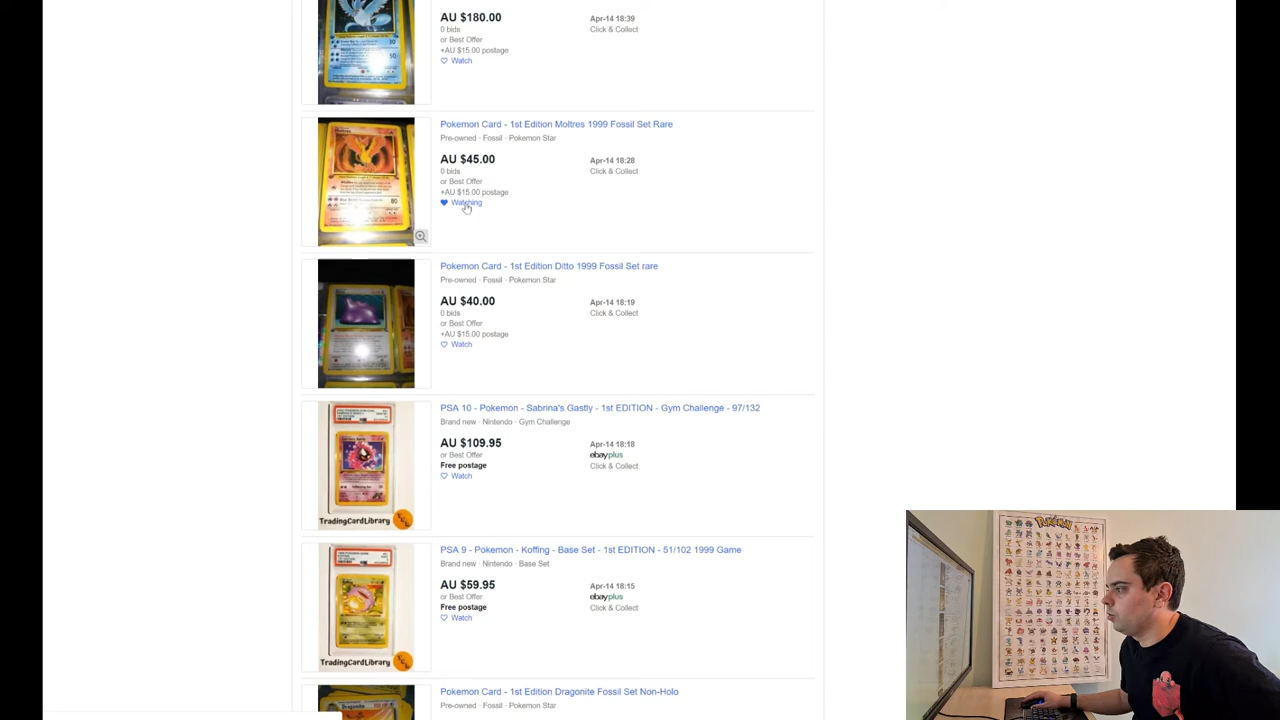 AU $180.00
Apr-14 18:39
0 bids
Click & Collect
or Best Offer
+AU $15.00 postage
Watch
Pokemon Card - 1st Edition Moltres 1999 Fossil Set Rare
Pre-owned · Fossil · Pokemon Star
AU $45.00
Apr-14 18:28
0 bids
Click & Collect
or Best Offer
+AU $15.00 postage
Watching
Moltres
80
Pokemon Card - 1st Edition Ditto 1999 Fossil Set rare
Pre-owned · Fossil · Pokemon Star
AU $40.00
Apr-14 18:19
0 bids
Click & Collect
or Best Offer
+AU $15.00 postage
Watch
PSA 10 - Pokemon - Sabrina's Gastly - 1st EDITION - Gym Challenge - 97/132
Brand new · Nintendo · Gym Challenge
AU $109.95
Apr-14 18:18
or Best Offer
ebayplus
Free postage
Click & Collect
Watch
TradingCardLibrary
PSA 9 - Pokemon - Koffing - Base Set - 1st EDITION - 51/102 1999 Game
Brand new · Nintendo · Base Set
AU $59.95
Apr-14 18:15
or Best Offer
ebayplus
Free postage
Click & Collect
Watch
TradingCardLibrary
Pokemon Card - 1st Edition Dragonite Fossil Set Non-Holo
Pre-owned · Fossil · Pokemon Star
Dragonite
POKéMON